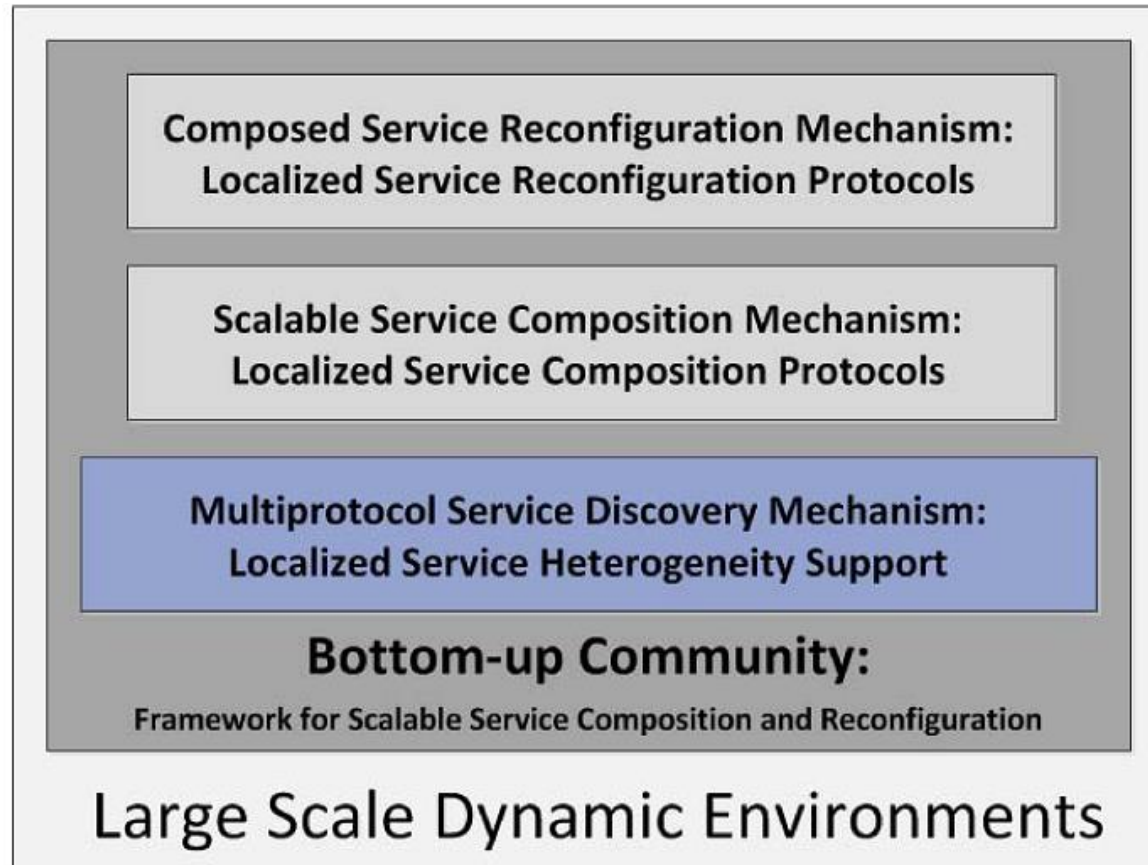 Composed Service Reconfiguration Mechanism:
Localized Service Reconfiguration Protocols
Scalable Service Composition Mechanism:
Localized Service Composition Protocols
Multiprotocol Service Discovery Mechanism:
Localized Service Heterogeneity Support
Bottom-up Community:
Framework for Scalable Service Composition and Reconfiguration
Large Scale Dynamic Environments